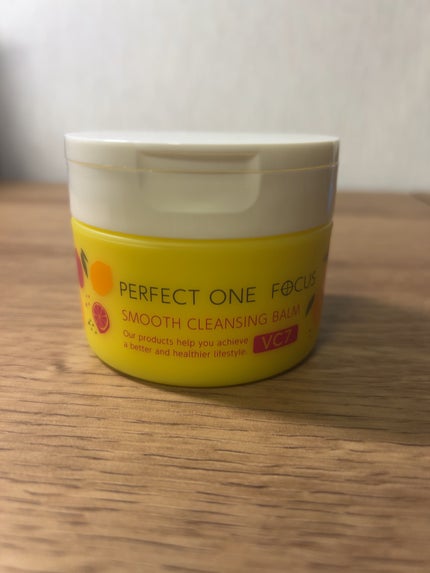 PERFECT ONE FOCUS
SMOOTH CLEANSING BALM
Our products help you achieve
a better and healthier lifestyle.
VC7